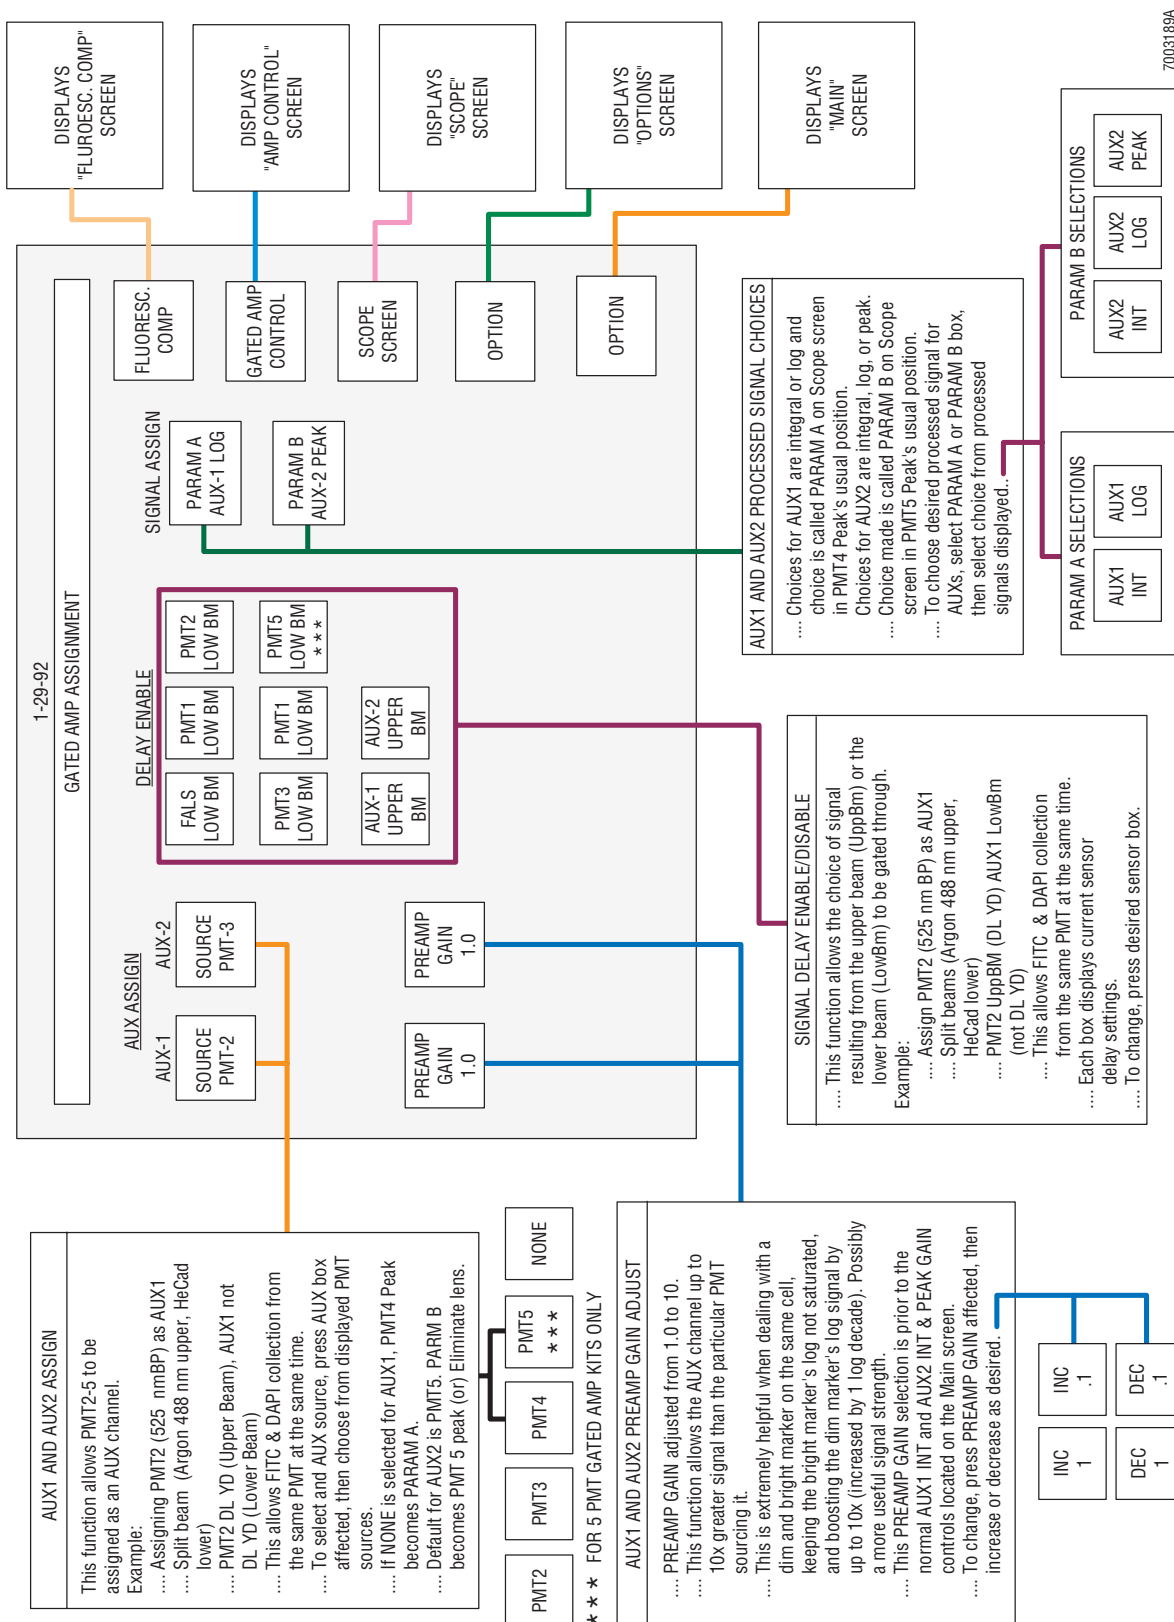 1-29-92
GATED AMP ASSIGNMENT
AUX ASSIGN
AUX-1
AUX-2
SOURCE
PMT-2
SOURCE
PMT-3
PREAMP
GAIN
1.0
PREAMP
GAIN
1.0
DELAY ENABLE
FALS
LOW BM
PMT1
LOW BM
PMT2
LOW BM
PMT3
LOW BM
PMT1
LOW BM
PMT5
LOW BM
***
AUX-1
UPPER
BM
AUX-2
UPPER
BM
SIGNAL ASSIGN
PARAM A
AUX-1 LOG
PARAM B
AUX-2 PEAK
FLUORESC.
COMP
GATED AMP
CONTROL
SCOPE
SCREEN
OPTION
OPTION
DISPLAYS
"FLUROESC. COMP"
SCREEN
DISPLAYS
"AMP CONTROL"
SCREEN
DISPLAYS
"SCOPE"
SCREEN
DISPLAYS
"OPTIONS"
SCREEN
DISPLAYS
"MAIN"
SCREEN
AUX1 AND AUX2 ASSIGN
This function allows PMT2-5 to be
assigned as an AUX channel.
Example:
.... Assigning PMT2 (525 nmBP) as AUX1
.... Split beam (Argon 488 nm upper, HeCad
lower)
.... PMT2 DL YD (Upper Beam), AUX1 not
DL YD (Lower Beam)
.... This allows FITC & DAPI collection from
the same PMT at the same time.
.... To select and AUX source, press AUX box
affected, then choose from displayed PMT
sources.
.... If NONE is selected for AUX1, PMT4 Peak
becomes PARAM A.
.... Default for AUX2 is PMT5. PARM B
becomes PMT 5 peak (or) Eliminate lens.
PMT2
PMT3
PMT4
PMT5
***
NONE
*** FOR 5 PMT GATED AMP KITS ONLY
AUX1 AND AUX2 PREAMP GAIN ADJUST
.... PREAMP GAIN adjusted from 1.0 to 10.
.... This function allows the AUX channel up to
10x greater signal than the particular PMT
sourcing it.
.... This is extremely helpful when dealing with a
dim and bright marker on the same cell,
keeping the bright marker's log not saturated,
and boosting the dim marker's log signal by
up to 10x (increased by 1 log decade). Possibly
a more useful signal strength.
.... This PREAMP GAIN selection is prior to the
normal AUX1 INT and AUX2 INT & PEAK GAIN
controls located on the Main screen.
.... To change, press PREAMP GAIN affected, then
increase or decrease as desired.
INC
1
INC
.1
DEC
1
DEC
.1
SIGNAL DELAY ENABLE/DISABLE
.... This function allows the choice of signal
resulting from the upper beam (UppBm) or the
lower beam (LowBm) to be gated through.
Example:
.... Assign PMT2 (525 nm BP) as AUX1
.... Split beams (Argon 488 nm upper,
HeCad lower)
.... PMT2 UppBM (DL YD) AUX1 LowBm
(not DL YD)
.... This allows FITC & DAPI collection
from the same PMT at the same time.
.... Each box displays current sensor
delay settings.
.... To change, press desired sensor box.
AUX1 AND AUX2 PROCESSED SIGNAL CHOICES
.... Choices for AUX1 are integral or log and
choice is called PARAM A on Scope screen
in PMT4 Peak's usual position.
Choices for AUX2 are integral, log, or peak.
.... Choice made is called PARAM B on Scope
screen in PMT5 Peak's usual position.
.... To choose desired processed signal for
AUXs, select PARAM A or PARAM B box,
then select choice from processed
signals displayed..
PARAM A SELECTIONS
AUX1
INT
AUX1
LOG
PARAM B SELECTIONS
AUX2
INT
AUX2
LOG
AUX2
PEAK
7003189A